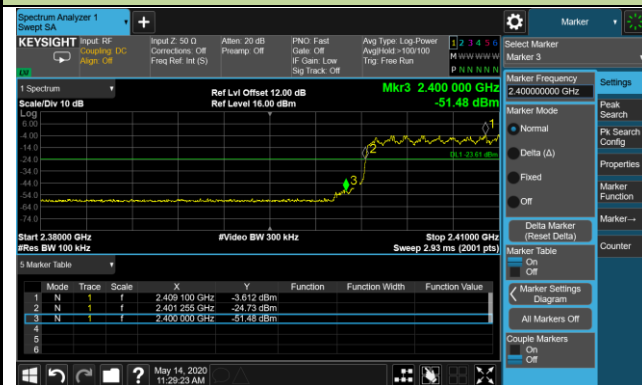 Spectrum Analyzer 1
Swept SA
Marker
KEYSIGHT Input: RF
Coupling: DC
Align: Off
Input Z: 50 Ω
Corrections: Off
Freq Ref: Int (S)
Atten: 20 dB
Preamp: Off
PNO: Fast
Gate: Off
IF Gain: Low
Sig Track: Off
Avg Type: Log-Power
Avg|Hold:>100/100
Trig: Free Run
1 2 3 4 5 6
M W W W W W
P N N N N N
LV
Select Marker
Marker 3
1 Spectrum
Scale/Div 10 dB
Ref Lvl Offset 12.00 dB
Ref Level 16.00 dBm
Mkr3 2.400 000 GHz
-51.48 dBm
Log
6.00
-4.00
-14.0
-24.0
-34.0
-44.0
-54.0
-64.0
-74.0
1
2
3
DL1 -23.61 dBm
Start 2.38000 GHz
#Res BW 100 kHz
#Video BW 300 kHz
Stop 2.41000 GHz
Sweep 2.93 ms (2001 pts)
5 Marker Table
Mode Trace Scale X Y Function Function Width Function Value
1 N 1 f 2.409 100 GHz -3.612 dBm
2 N 1 f 2.401 255 GHz -24.73 dBm
3 N 1 f 2.400 000 GHz -51.48 dBm
4
5
6
Marker Frequency
2.400000000 GHz
Marker Mode
Normal
Delta (Δ)
Fixed
Off
Delta Marker
(Reset Delta)
Marker Table
On
Off
Marker Settings
Diagram
All Markers Off
Couple Markers
On
Off
Settings
Peak
Search
Pk Search
Config
Properties
Marker
Function
Marker→
Counter
May 14, 2020
11:29:23 AM